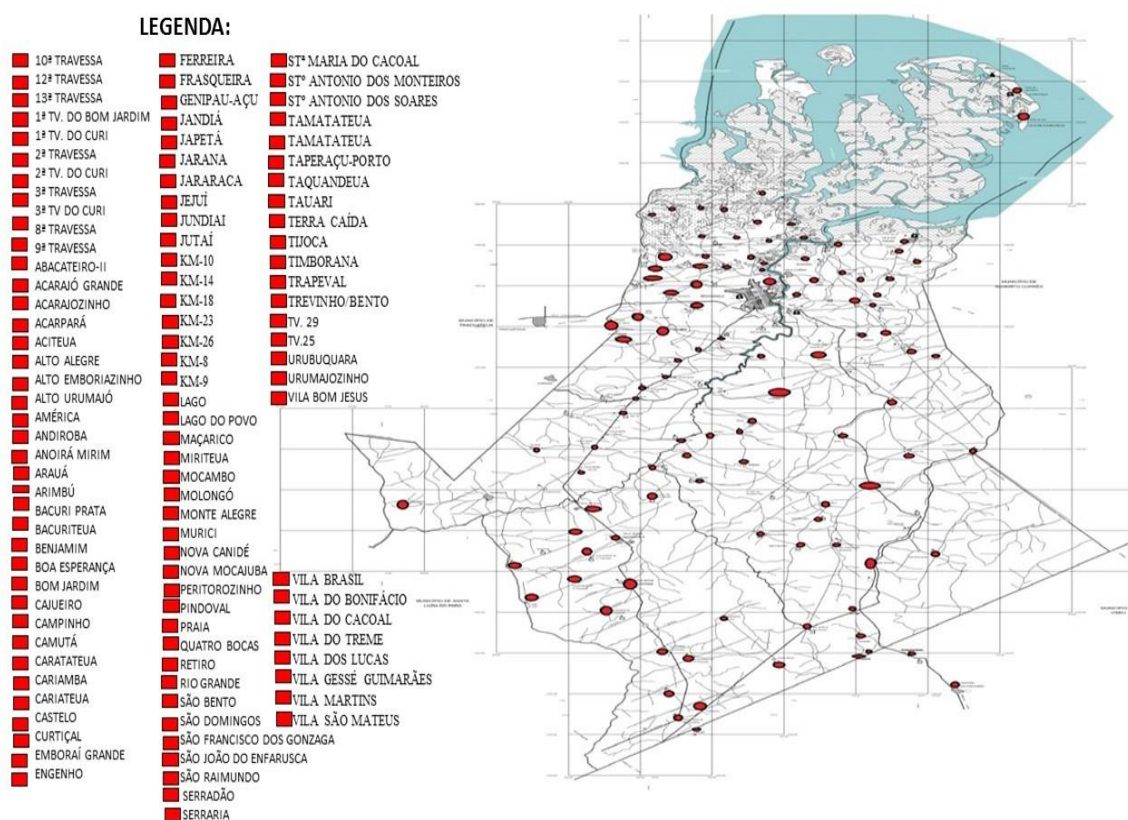 LEGENDA:
10ª TRAVESSA
12ª TRAVESSA
13ª TRAVESSA
1ª TV. DO BOM JARDIM
1ª TV. DO CURI
2ª TRAVESSA
2ª TV. DO CURI
3ª TRAVESSA
3ª TV DO CURI
8ª TRAVESSA
9ª TRAVESSA
ABACATEIRO-II
ACARAJÓ GRANDE
ACARAJOZINHO
ACARPARÁ
ACITEUA
ALTO ALEGRE
ALTO EMBORIAZINHO
ALTO URUMAJÓ
AMÉRICA
ANDIROBA
ANOIRÁ MIRIM
ARAUÁ
ARIMBÚ
BACURI PRATA
BACURITEUA
BENJAMIM
BOA ESPERANÇA
BOM JARDIM
CAJUEIRO
CAMPINHO
CAMUTÁ
CARATATEUA
CARIAMBA
CARIATEUA
CASTELO
CURTIÇAL
EMBORAÍ GRANDE
ENGENHO
FERREIRA
FRASQUEIRA
GENIPAU-AÇU
JANDIÁ
JAPETÁ
JARANA
JARARACA
JEJUÍ
JUNDIAI
JUTAÍ
KM-10
KM-14
KM-18
KM-23
KM-26
KM-8
KM-9
LAGO
LAGO DO POVO
MAÇARICO
MIRITEUA
MOCAMBO
MOLONGÓ
MONTE ALEGRE
MURICI
NOVA CANIDÉ
NOVA MOCAJUBA
PERITOROZINHO
PINDOVAL
PRAIA
QUATRO BOCAS
RETIRO
RIO GRANDE
SÃO BENTO
SÃO DOMINGOS
SÃO FRANCISCO DOS GONZAGA
SÃO JOÃO DO ENFARUSCA
SÃO RAIMUNDO
SERRADÃO
SERRARIA
STª MARIA DO CACOAL
STº ANTONIO DOS MONTEIROS
STº ANTONIO DOS SOARES
TAMATATEUA
TAMATATEUA
TAPERAÇU-PORTO
TAQUANDEUA
TAUARI
TERRA CAÍDA
TIJOCA
TIMBORANA
TRAPEVAL
TREVINHO/BENTO
TV. 29
TV.25
URUBUQUARA
URUMAJOZINHO
VILA BOM JESUS
VILA BRASIL
VILA DO BONIFÁCIO
VILA DO CACOAL
VILA DO TREME
VILA DOS LUCAS
VILA GESSÉ GUIMARÃES
VILA MARTINS
VILA SÃO MATEUS